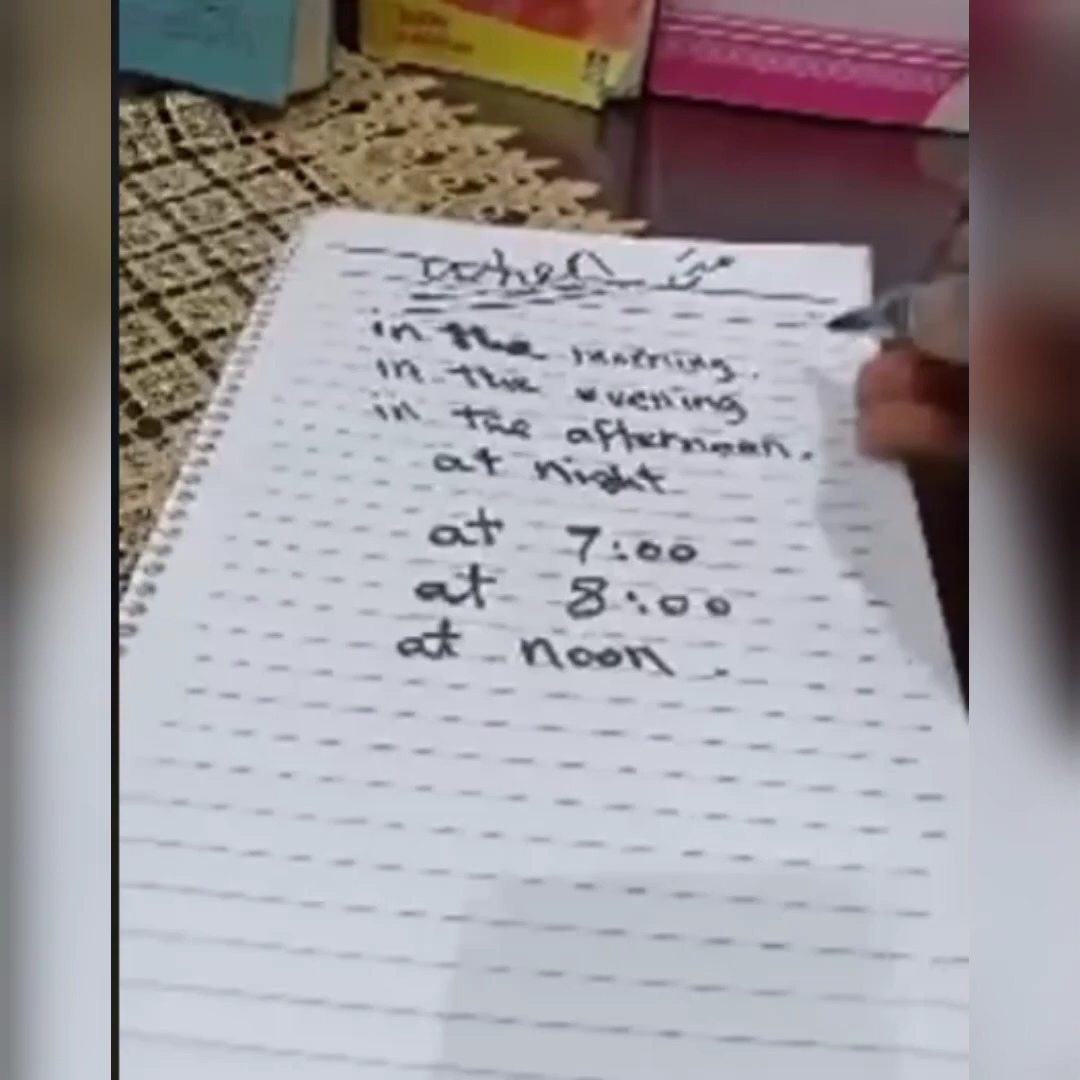 when متى
in the morning.
in the evening
in the afternoon.
at night
at 7:00
at 8:00
at noon.